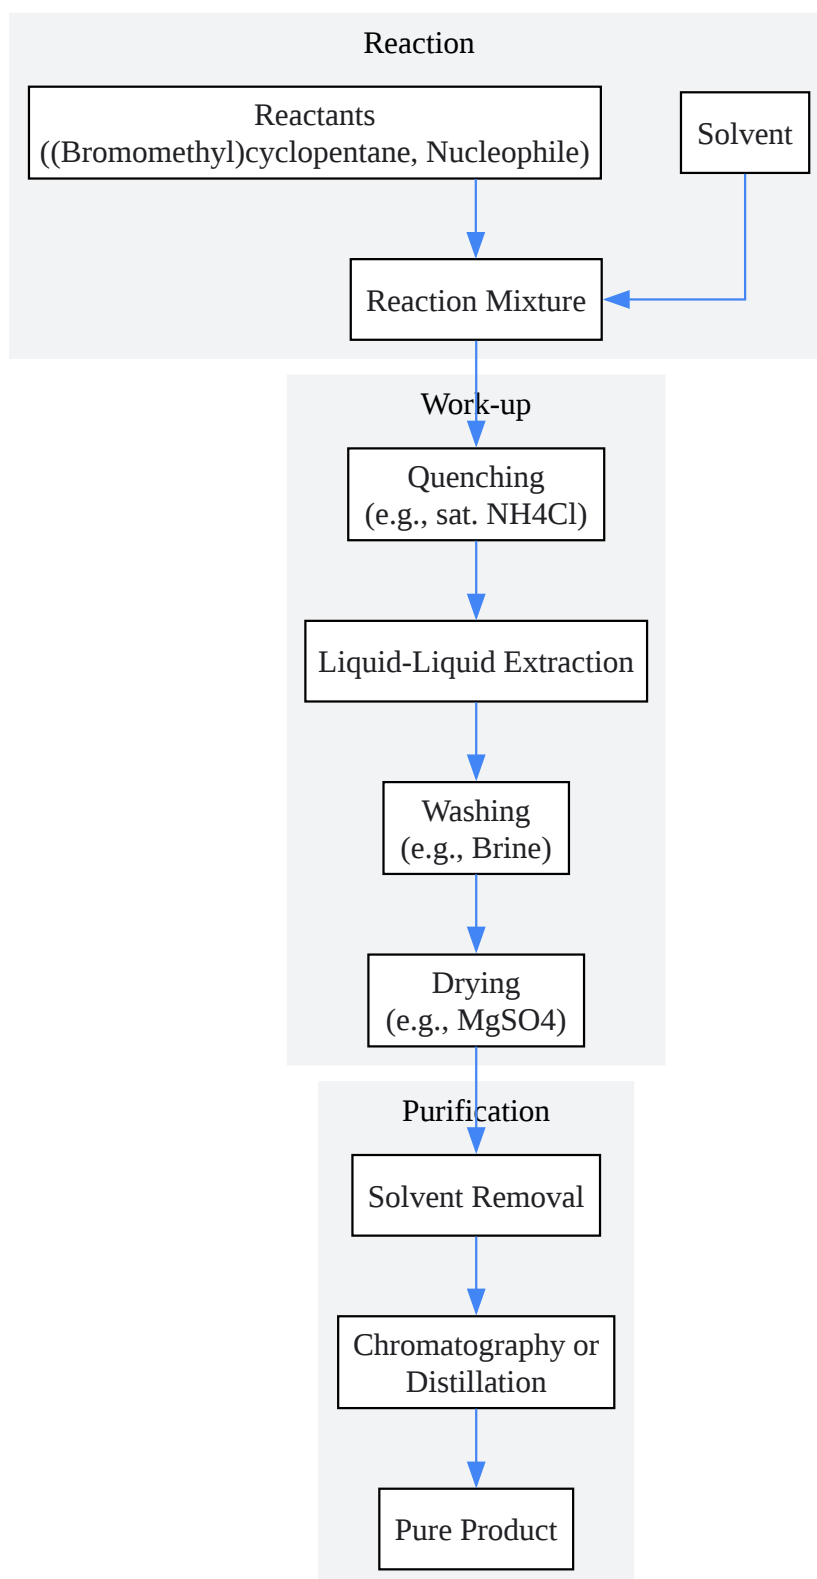 Reaction
Reactants
((Bromomethyl)cyclopentane, Nucleophile)
Solvent
Reaction Mixture
Work-up
Quenching
(e.g., sat. NH4Cl)
Liquid-Liquid Extraction
Washing
(e.g., Brine)
Drying
(e.g., MgSO4)
Purification
Solvent Removal
Chromatography or
Distillation
Pure Product